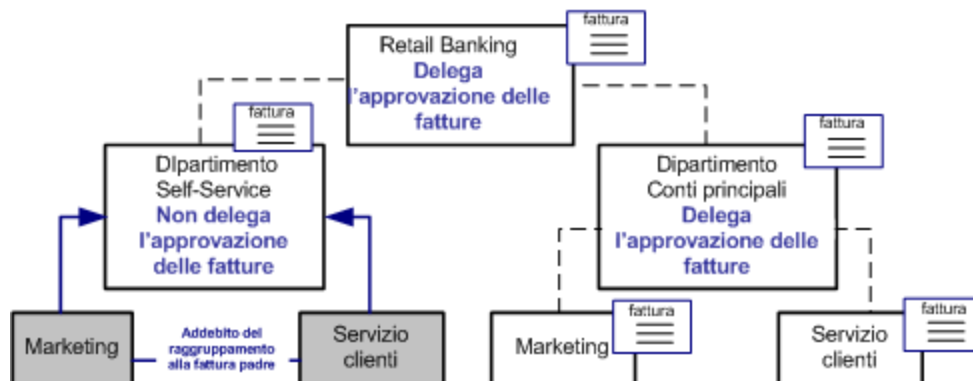 fattura
Retail Banking
Delega
l'approvazione delle
fatture
fattura
DIpartimento
Self-Service
Non delega
l'approvazione
delle fatture
fattura
Dipartimento
Conti principali
Delega
l'approvazione delle
fatture
Marketing
Addebito del
raggruppamento
alla fattura padre
Servizio
clienti
fattura
Marketing
fattura
Servizio
clienti